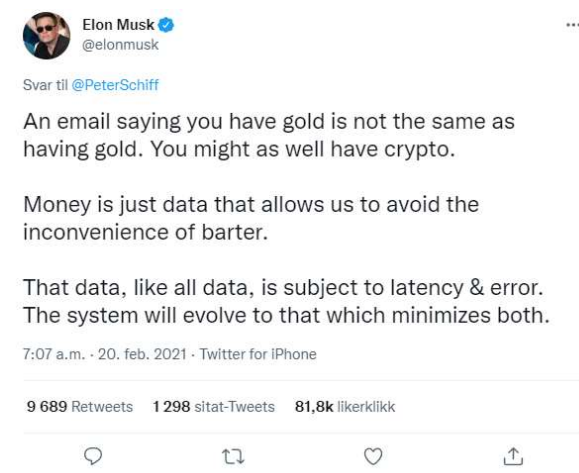 Elon Musk
@elonmusk
Svar til @PeterSchiff
An email saying you have gold is not the same as
having gold. You might as well have crypto.
Money is just data that allows us to avoid the
inconvenience of barter.
That data, like all data, is subject to latency & error.
The system will evolve to that which minimizes both.
7:07 a.m. · 20. feb. 2021 · Twitter for iPhone
9 689 Retweets 1 298 sitat-Tweets 81,8k likerklikk